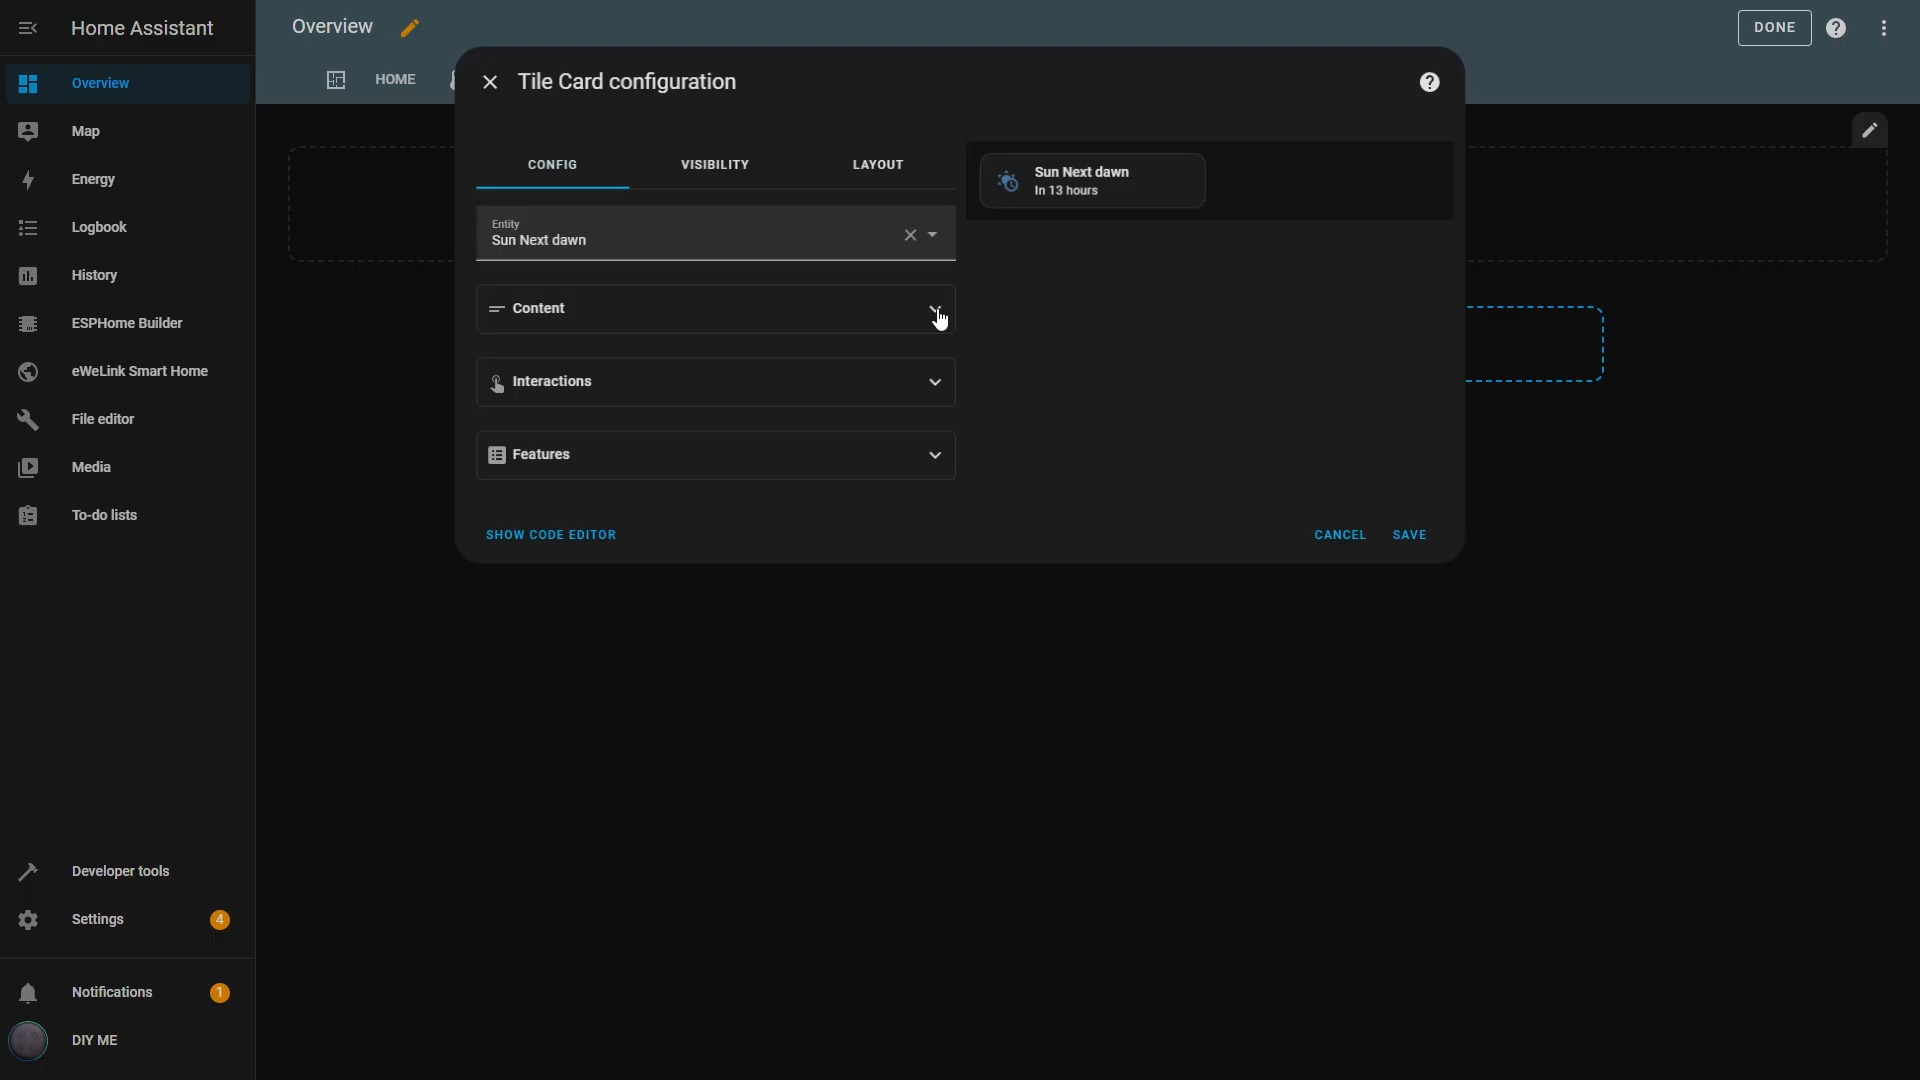 Home Assistant
Overview
DONE
HOME
Overview
Map
Energy
Logbook
History
ESPHome Builder
eWeLink Smart Home
File editor
Media
To-do lists
Developer tools
Settings
4
Notifications
1
DIY ME
Tile Card configuration
CONFIG
VISIBILITY
LAYOUT
Entity
Sun Next dawn
Content
Interactions
Features
Sun Next dawn
In 13 hours
SHOW CODE EDITOR
CANCEL
SAVE